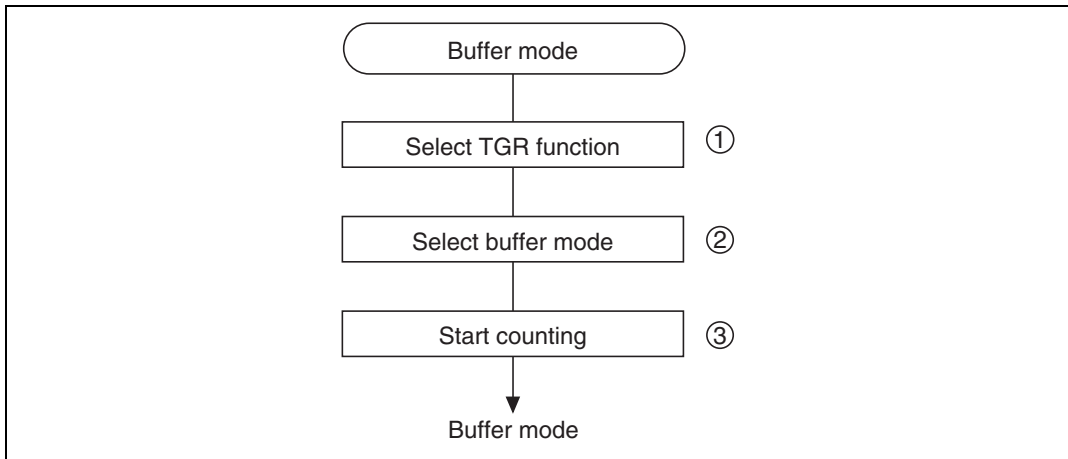 Buffer mode
Select TGR function ①
Select buffer mode ②
Start counting ③
Buffer mode